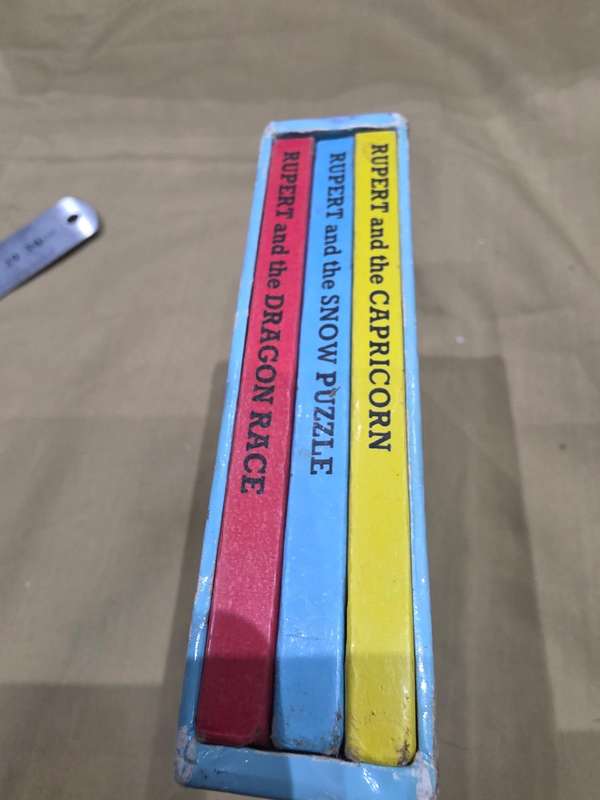 RUPERT and the DRAGON RACE
RUPERT and the SNOW PUZZLE
RUPERT and the CAPRICORN